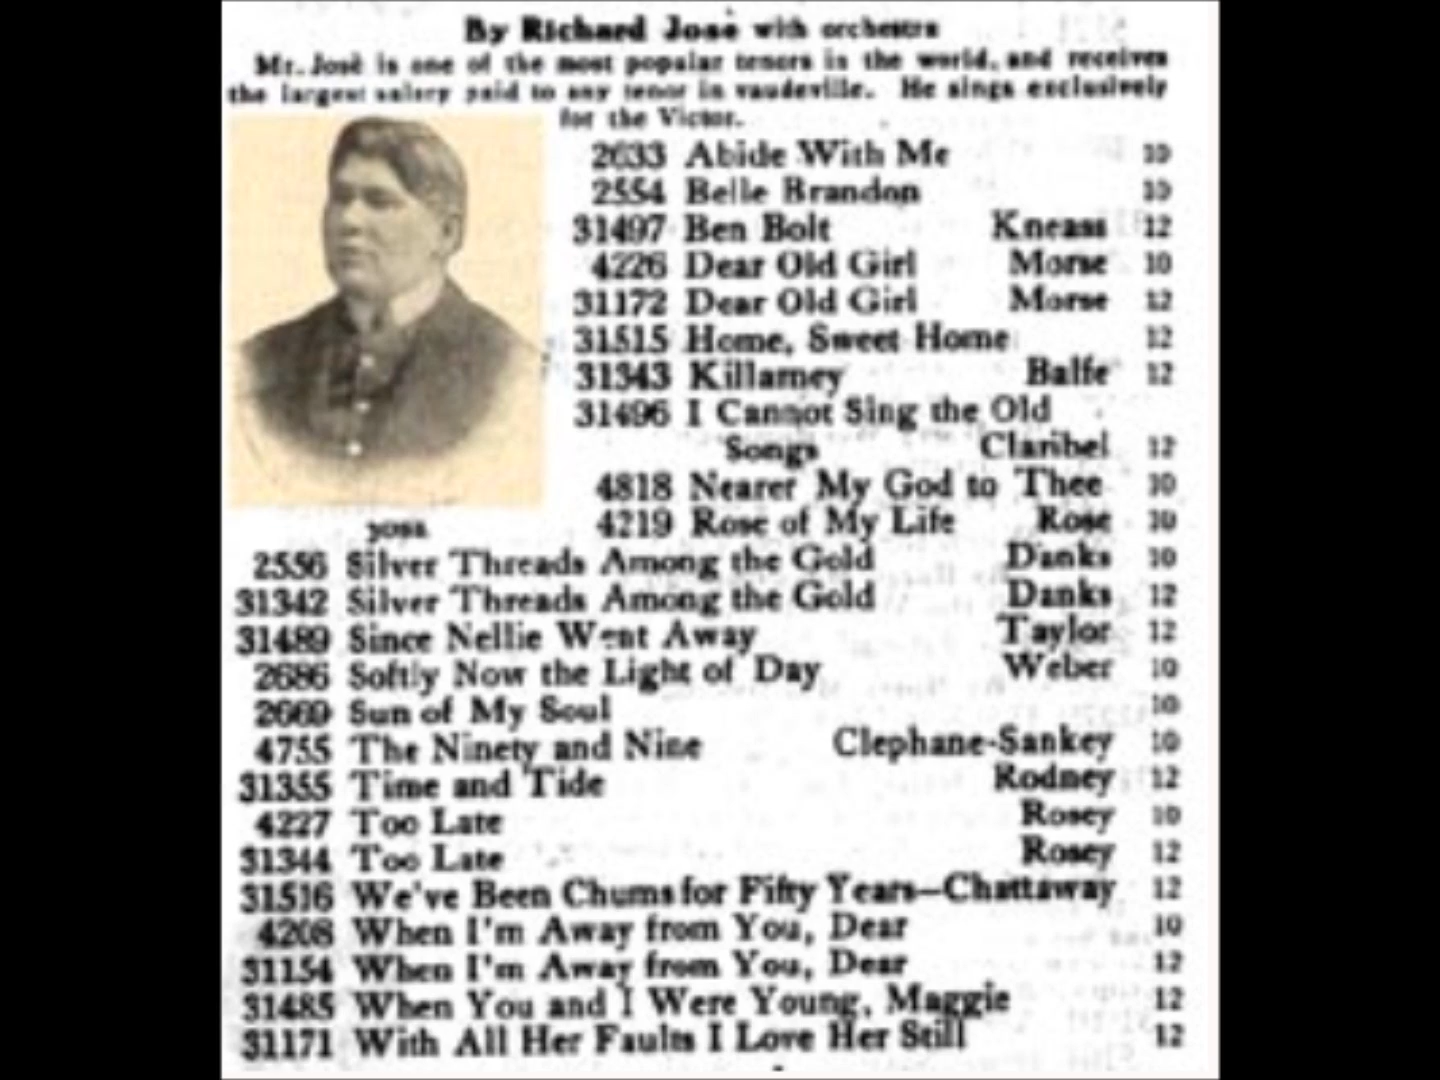 By Richard José with orchestra
Mr. José is one of the most popular tenors in the world, and receives
the largest salary paid to any tenor in vaudeville. He sings exclusively
for the Victor.
2633 Abide With Me 10
2554 Belle Brandon 10
31497 Ben Bolt Kneass 12
4226 Dear Old Girl Morse 10
31172 Dear Old Girl Morse 12
31515 Home, Sweet Home 12
31343 Killarney Balfe 12
31496 I Cannot Sing the Old
Songs Claribel 12
4818 Nearer My God to Thee 10
4219 Rose of My Life Rose 10
JOSÉ
2556 Silver Threads Among the Gold Danks 10
31342 Silver Threads Among the Gold Danks 12
31489 Since Nellie Went Away Taylor 12
2686 Softly Now the Light of Day Weber 10
2669 Sun of My Soul 10
4755 The Ninety and Nine Clephane-Sankey 10
31355 Time and Tide Rodney 12
4227 Too Late Rosey 10
31344 Too Late Rosey 12
31516 We've Been Chums for Fifty Years—Chattaway 12
4208 When I'm Away from You, Dear 10
31154 When I'm Away from You, Dear 12
31485 When You and I Were Young, Maggie 12
31171 With All Her Faults I Love Her Still 12